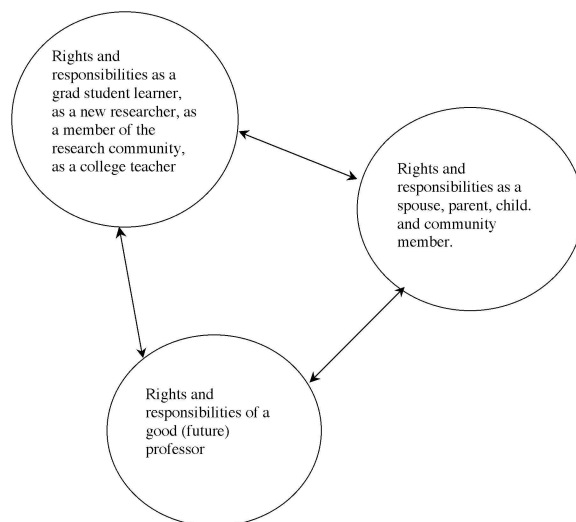 Rights and
responsibilities as a
grad student learner,
as a new researcher, as
a member of the
research community,
as a college teacher
Rights and
responsibilities as a
spouse, parent, child.
and community
member.
Rights and
responsibilities of a
good (future)
professor